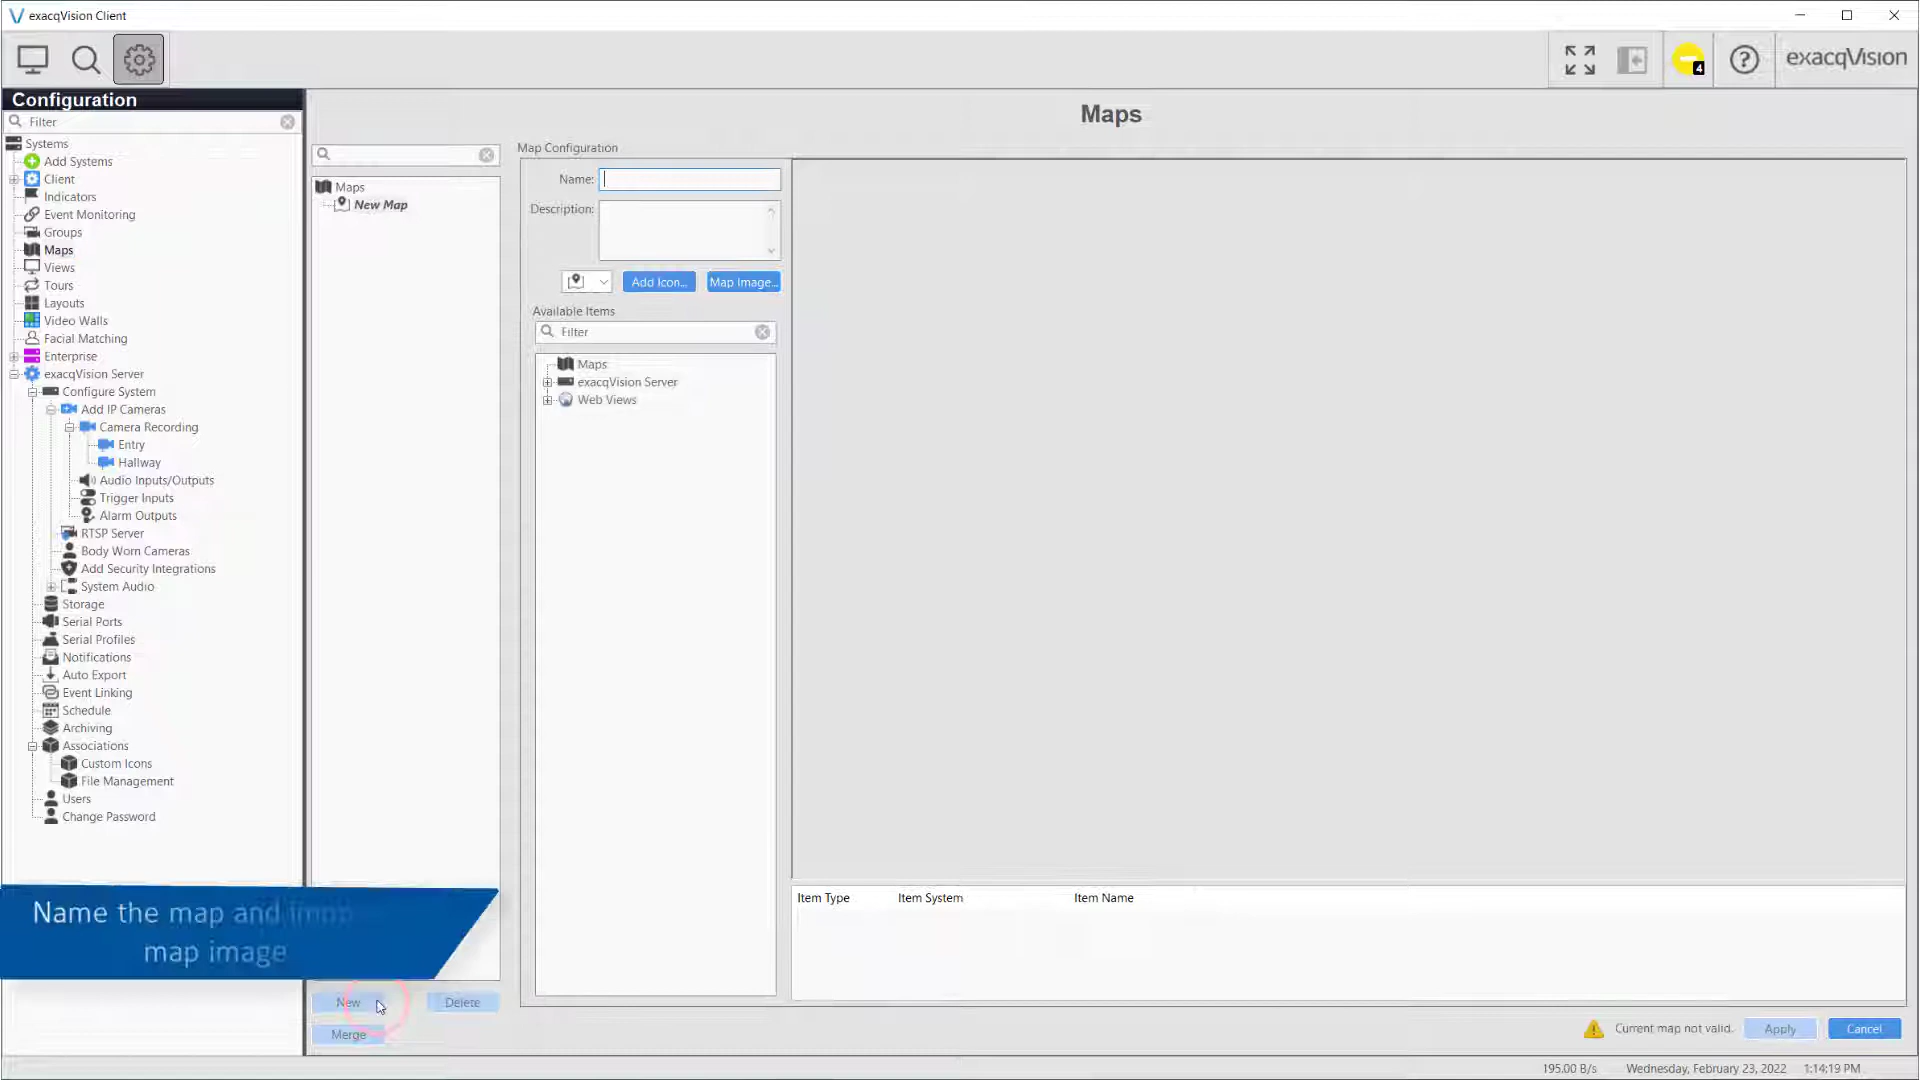 exacqVision Client
4
exacqVision
Configuration
Filter
Systems
Add Systems
Client
Indicators
Event Monitoring
Groups
Maps
Views
Tours
Layouts
Video Walls
Facial Matching
Enterprise
exacqVision Server
Configure System
Add IP Cameras
Camera Recording
Entry
Hallway
Audio Inputs/Outputs
Trigger Inputs
Alarm Outputs
RTSP Server
Body Worn Cameras
Add Security Integrations
System Audio
Storage
Serial Ports
Serial Profiles
Notifications
Auto Export
Event Linking
Schedule
Archiving
Associations
Custom Icons
File Management
Users
Change Password
Name the map and
map image
Maps
New Map
New
Delete
Merge
Maps
Map Configuration
Name:
Description:
Add Icon...
Map Image...
Available Items
Filter
Maps
exacqVision Server
Web Views
Item Type Item System Item Name
Current map not valid.
Apply
Cancel
195.00 B/s Wednesday, February 23, 2022 1:14:19 PM